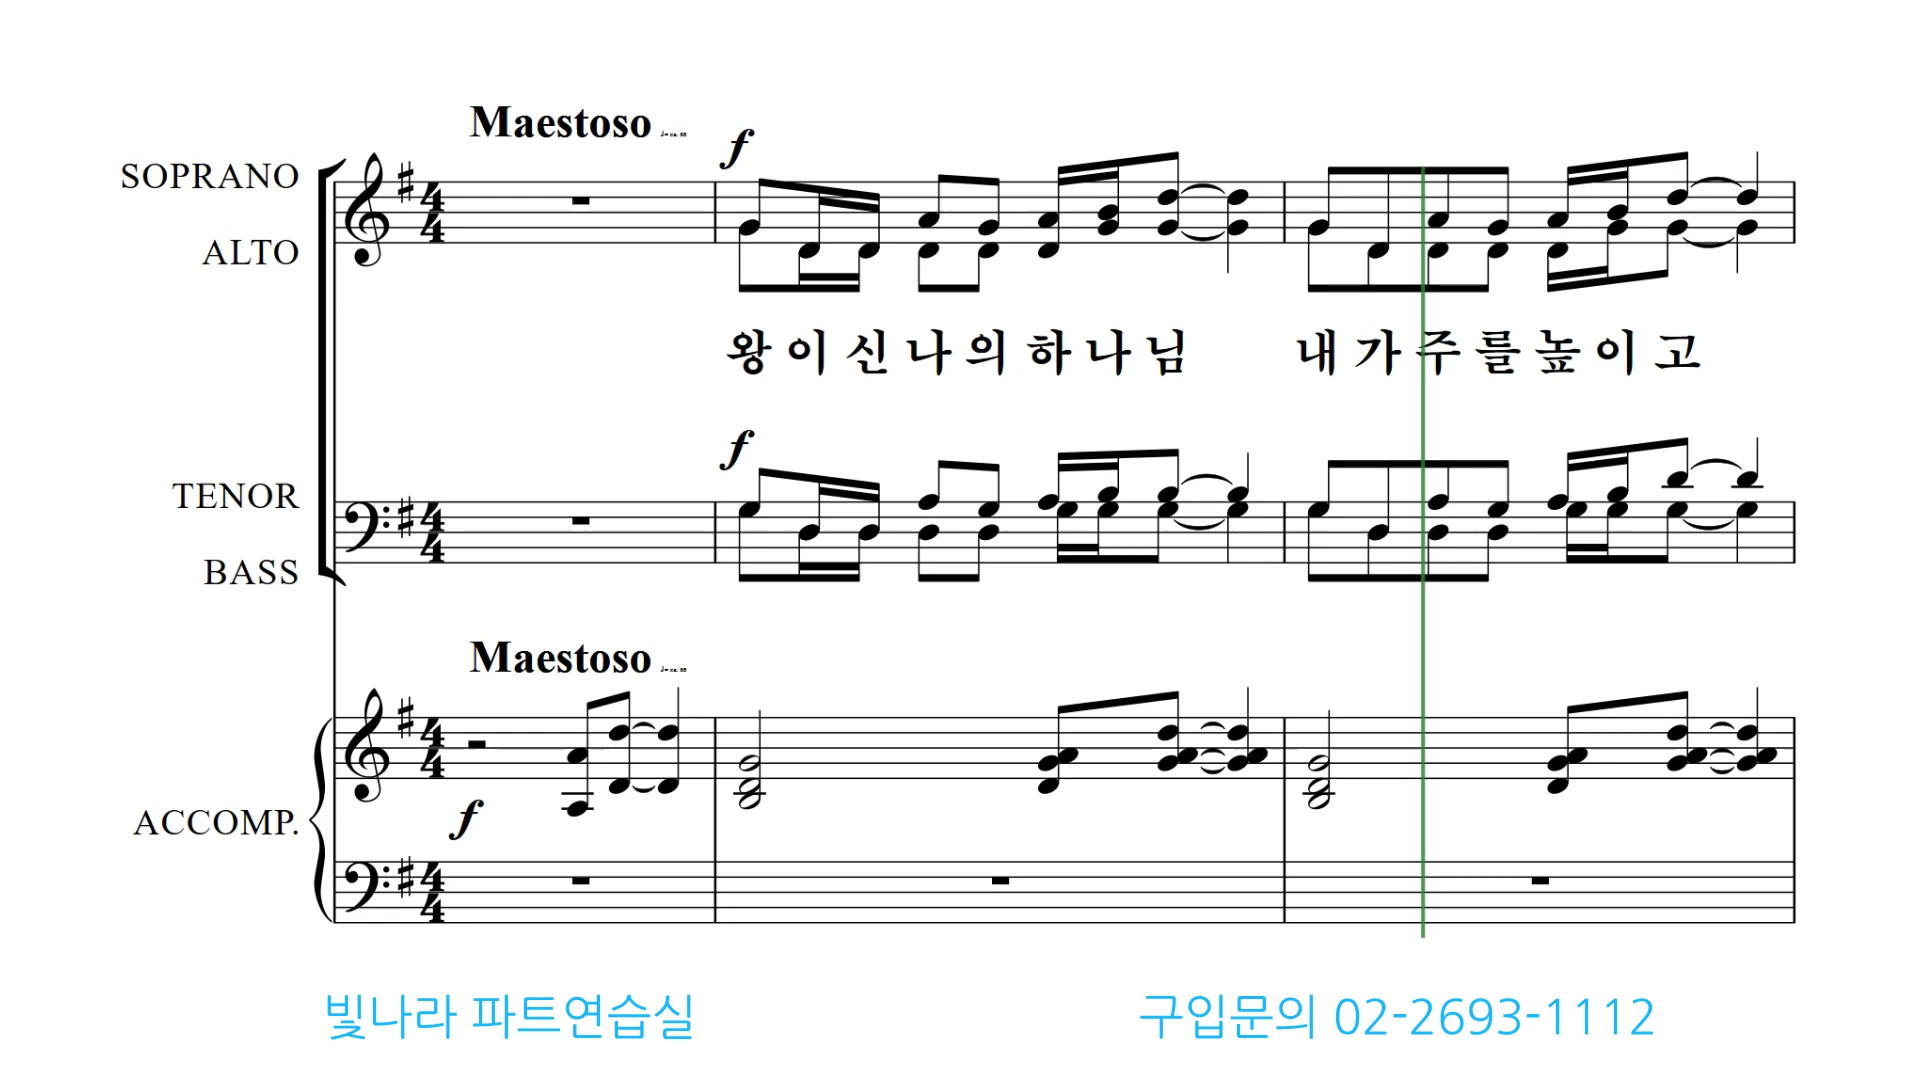 Maestoso
f
SOPRANO
ALTO
왕 이 신 나 의 하 나 님 내 가 주 를 높 이 고
f
TENOR
BASS
Maestoso
f
ACCOMP.
빛나라 파트연습실 구입문의 02-2693-1112